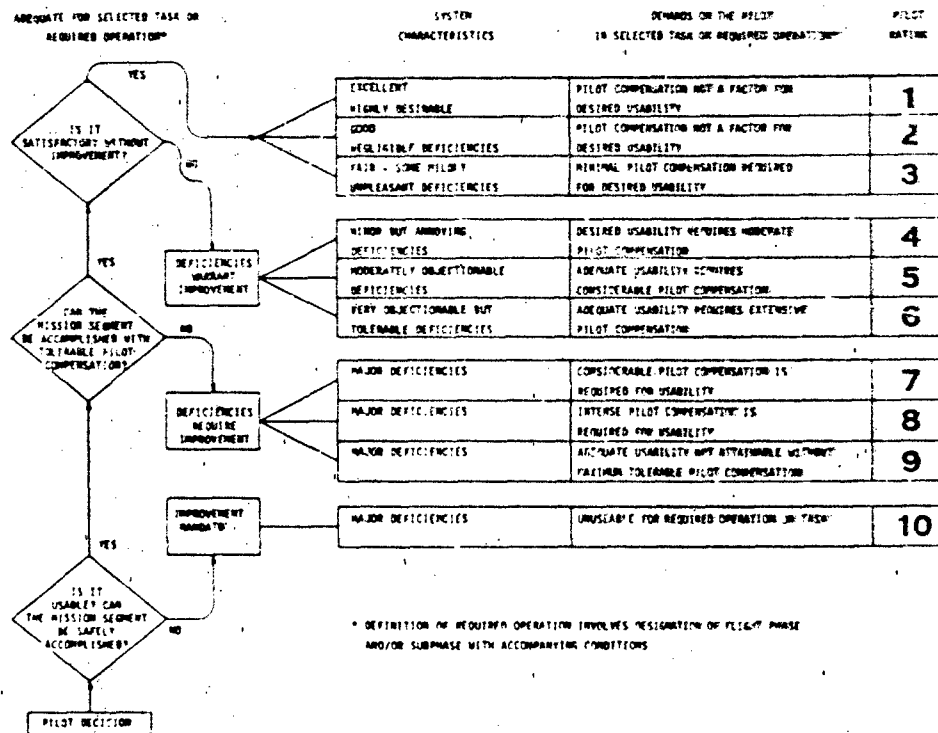 ADEQUATE FOR SELECTED TASK OR
REQUIRED OPERATION*
SYSTEM
CHARACTERISTICS
DEMANDS ON THE PILOT
IN SELECTED TASK OR REQUIRED OPERATION*
PILOT
RATING
YES
IS IT
SATISFACTORY WITHOUT
IMPROVEMENT?
NO
EXCELLENT
HIGHLY DESIRABLE
PILOT COMPENSATION NOT A FACTOR FOR
DESIRED USABILITY
1
GOOD
NEGLIGIBLE DEFICIENCIES
PILOT COMPENSATION NOT A FACTOR FOR
DESIRED USABILITY
2
FAIR - SOME MILDLY
UNPLEASANT DEFICIENCIES
MINIMAL PILOT COMPENSATION REQUIRED
FOR DESIRED USABILITY
3
YES
DEFICIENCIES
WARRANT
IMPROVEMENT
MINOR BUT ANNOYING
DEFICIENCIES
DESIRED USABILITY REQUIRES MODERATE
PILOT COMPENSATION
4
MODERATELY OBJECTIONABLE
DEFICIENCIES
ADEQUATE USABILITY REQUIRES
CONSIDERABLE PILOT COMPENSATION
5
VERY OBJECTIONABLE BUT
TOLERABLE DEFICIENCIES
ADEQUATE USABILITY REQUIRES EXTENSIVE
PILOT COMPENSATION
6
CAN THE
MISSION SEGMENT
BE ACCOMPLISHED WITH
TOLERABLE PILOT
COMPENSATION?
NO
DEFICIENCIES
REQUIRE
IMPROVEMENT
MAJOR DEFICIENCIES
CONSIDERABLE PILOT COMPENSATION IS
REQUIRED FOR USABILITY
7
MAJOR DEFICIENCIES
INTENSE PILOT COMPENSATION IS
REQUIRED FOR USABILITY
8
MAJOR DEFICIENCIES
ADEQUATE USABILITY NOT ATTAINABLE WITHOUT
MAXIMUM TOLERABLE PILOT COMPENSATION
9
YES
IMPROVEMENT
MAJOR DEFICIENCIES
UNUSEABLE FOR REQUIRED OPERATION OR TASK
10
IS IT
USABLE? CAN
THE MISSION SEGMENT
BE SAFELY
ACCOMPLISHED?
NO
* DEFINITION OF REQUIRED OPERATION INVOLVES DESIGNATION OF FLIGHT PHASE
AND/OR SUBPHASE WITH ACCOMPANYING CONDITIONS
PILOT DECISION